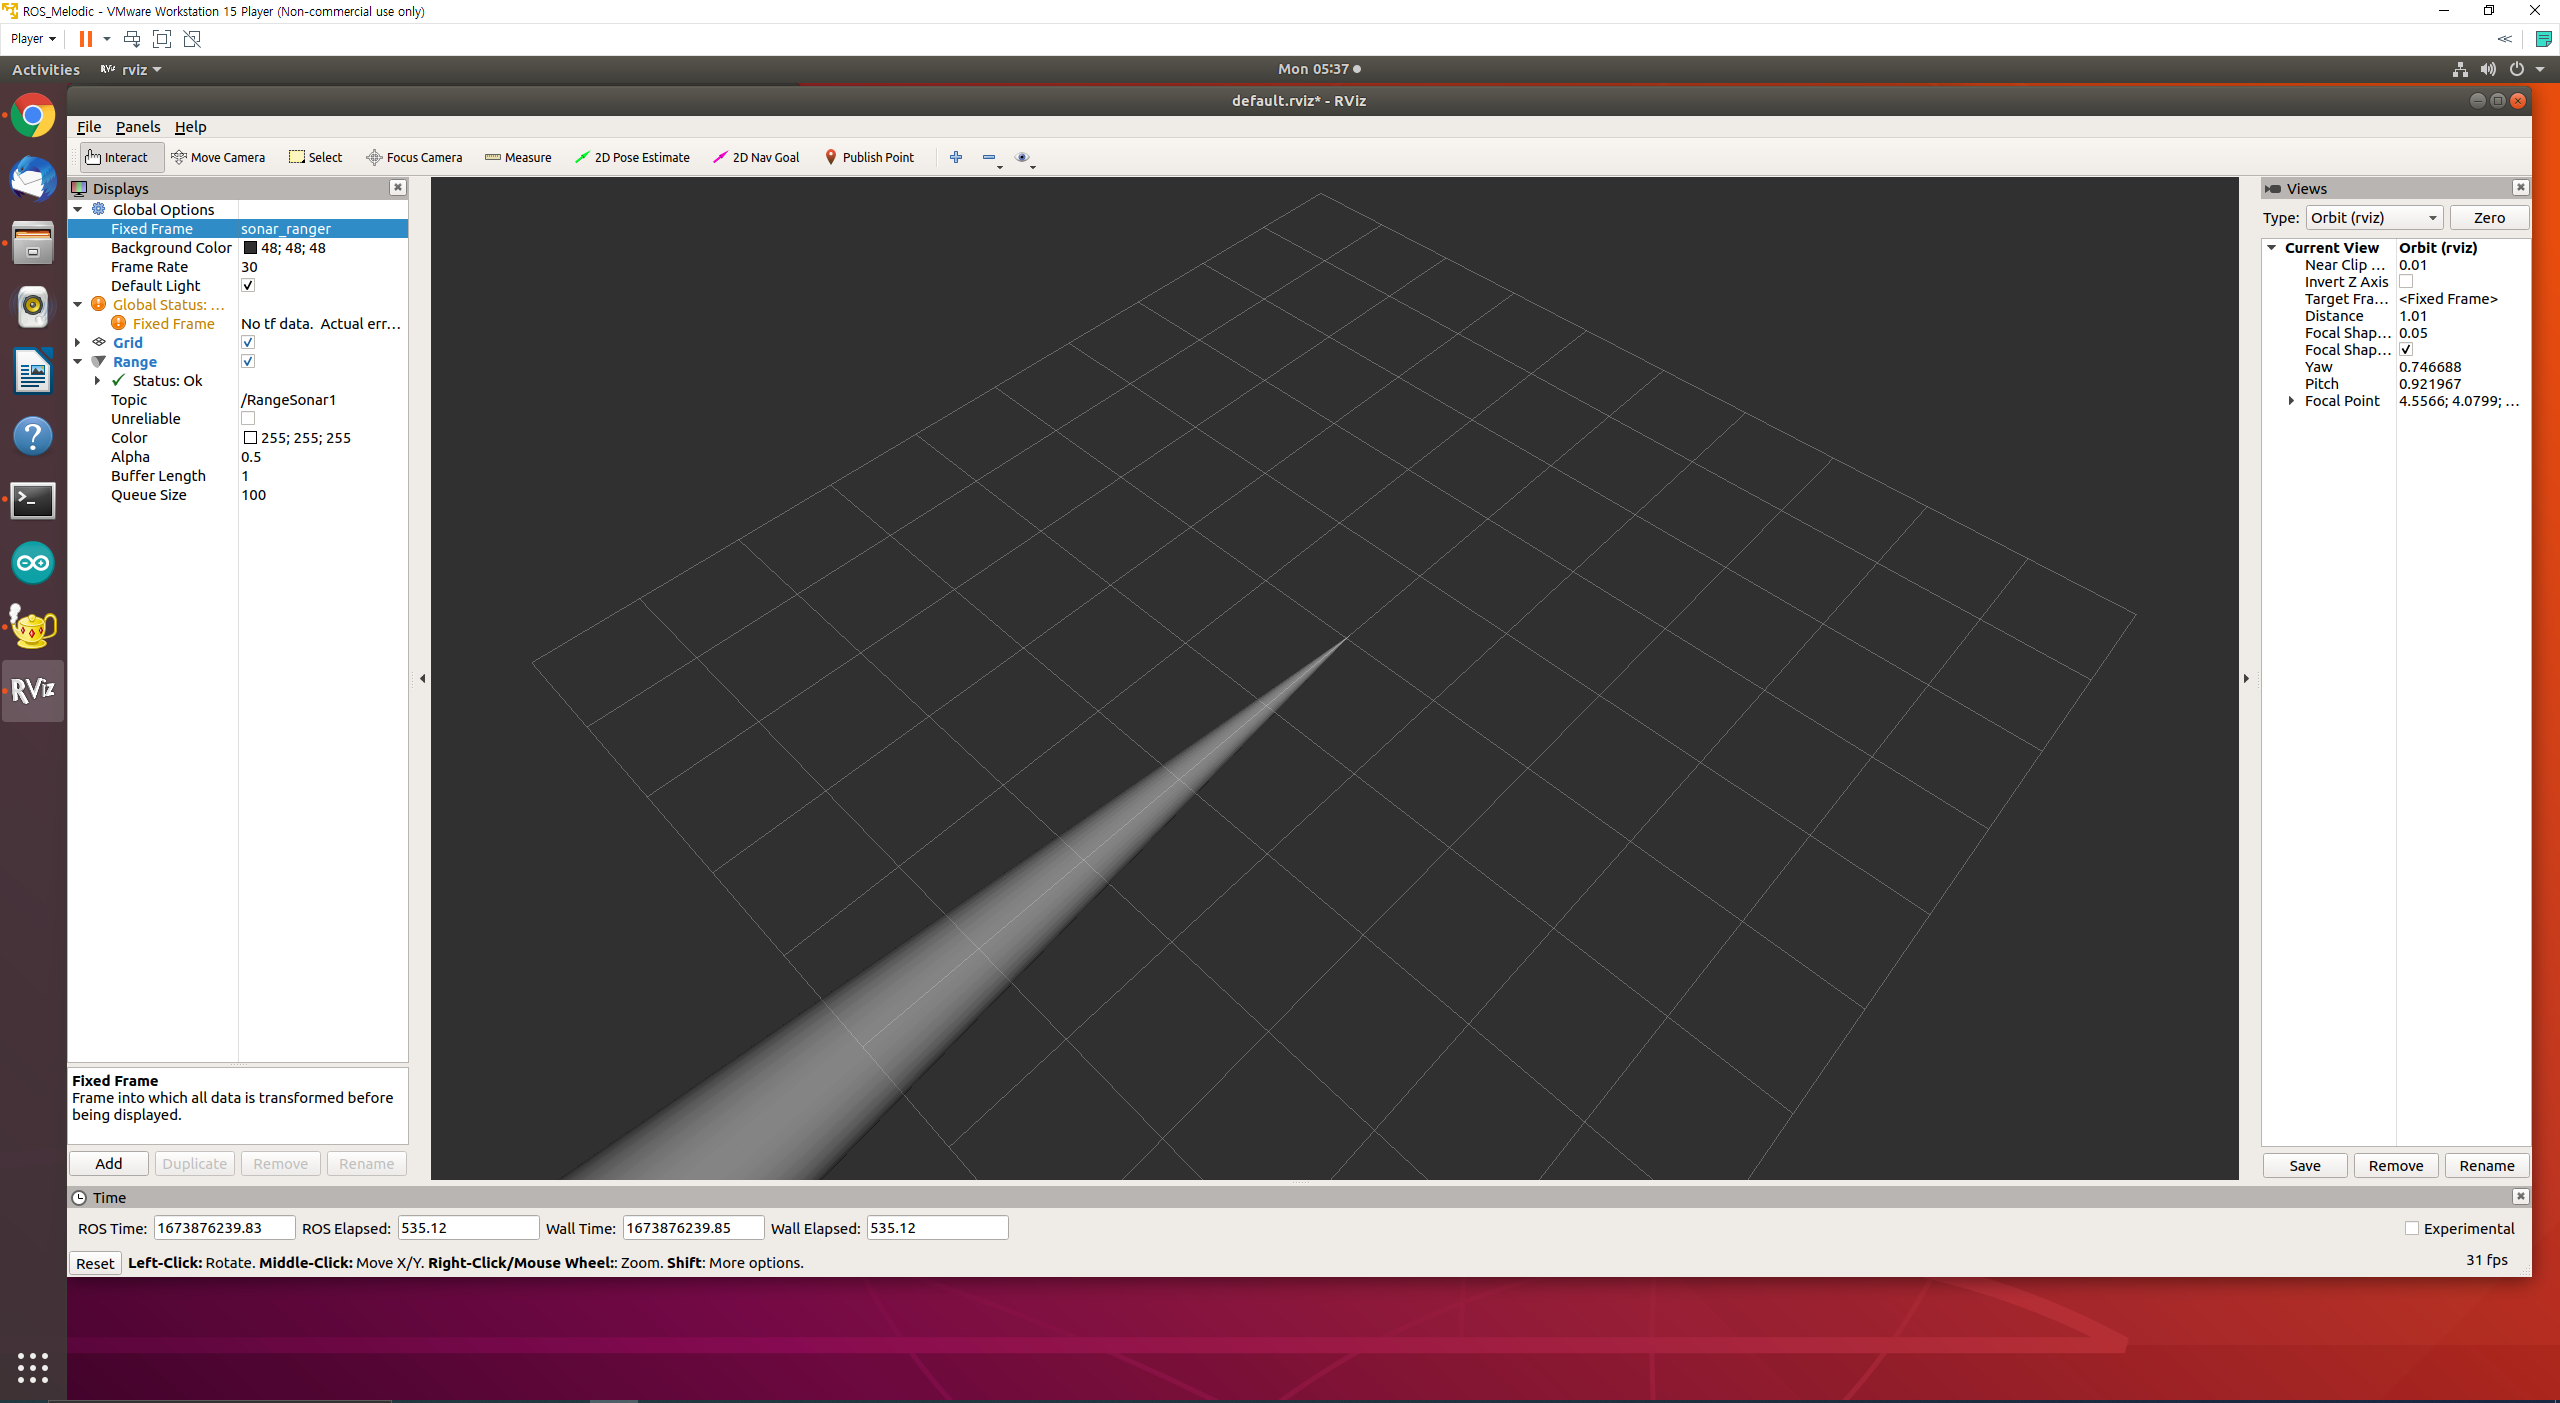 ROS_Melodic - VMware Workstation 15 Player (Non-commercial use only)
Player
Activities
RViz rviz
Mon 05:37
default.rviz* - RViz
File Panels Help
Interact Move Camera Select Focus Camera Measure 2D Pose Estimate 2D Nav Goal Publish Point
Displays
Global Options
Fixed Frame sonar_ranger
Background Color 48; 48; 48
Frame Rate 30
Default Light
Global Status: ...
Fixed Frame No tf data.  Actual err...
Grid
Range
Status: Ok
Topic /RangeSonar1
Unreliable
Color 255; 255; 255
Alpha 0.5
Buffer Length 1
Queue Size 100
Fixed Frame
Frame into which all data is transformed before
being displayed.
Add Duplicate Remove Rename
Views
Type: Orbit (rviz) Zero
Current View Orbit (rviz)
Near Clip ... 0.01
Invert Z Axis
Target Fra... <Fixed Frame>
Distance 1.01
Focal Shap... 0.05
Focal Shap...
Yaw 0.746688
Pitch 0.921967
Focal Point 4.5566; 4.0799; ...
Save Remove Rename
RViz
Time
ROS Time: 1673876239.83 ROS Elapsed: 535.12 Wall Time: 1673876239.85 Wall Elapsed: 535.12 Experimental
Reset Left-Click: Rotate. Middle-Click: Move X/Y. Right-Click/Mouse Wheel:: Zoom. Shift: More options. 31 fps